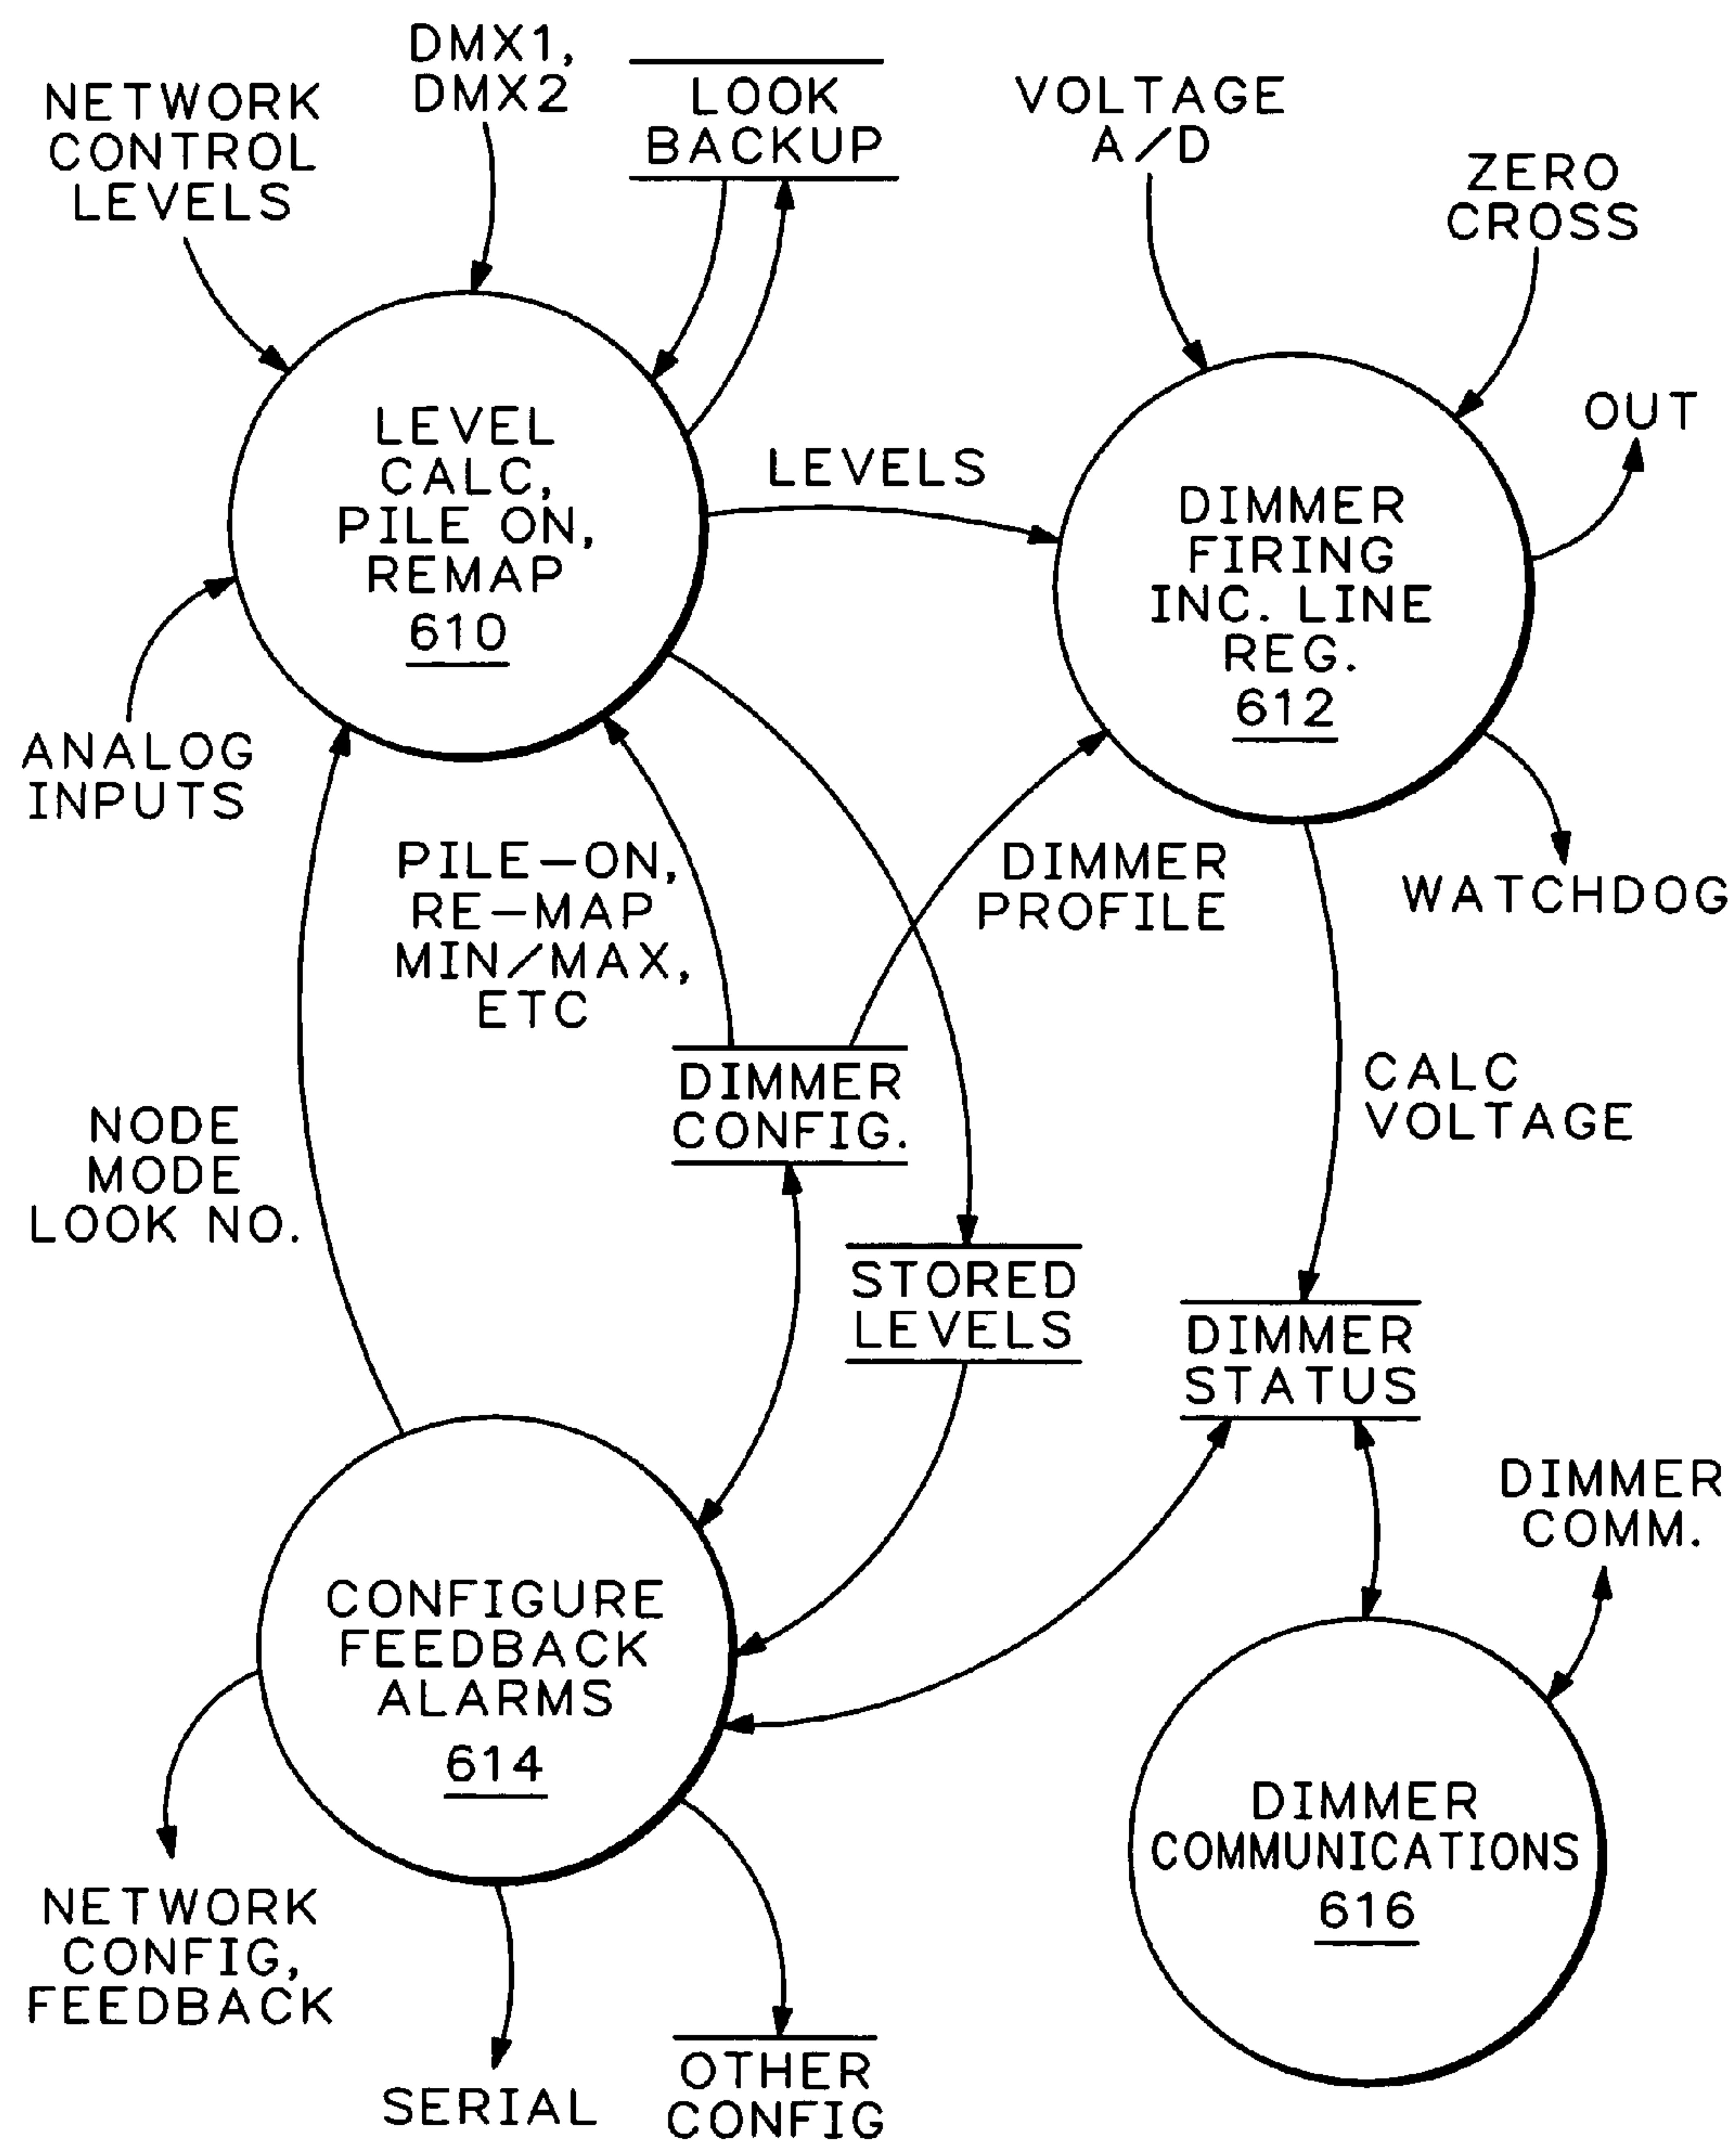 DMX1,
DMX2
NETWORK
CONTROL
LEVELS
LOOK
BACKUP
VOLTAGE
A/D
ZERO
CROSS
OUT
LEVEL
CALC,
PILE ON,
REMAP
610
LEVELS
DIMMER
FIRING
INC. LINE
REG.
612
ANALOG
INPUTS
PILE-ON,
RE-MAP
MIN/MAX,
ETC
DIMMER
PROFILE
WATCHDOG
DIMMER
CONFIG.
CALC
VOLTAGE
NODE
MODE
LOOK NO.
STORED
LEVELS
DIMMER
STATUS
DIMMER
COMM.
CONFIGURE
FEEDBACK
ALARMS
614
DIMMER
COMMUNICATIONS
616
NETWORK
CONFIG,
FEEDBACK
SERIAL
OTHER
CONFIG